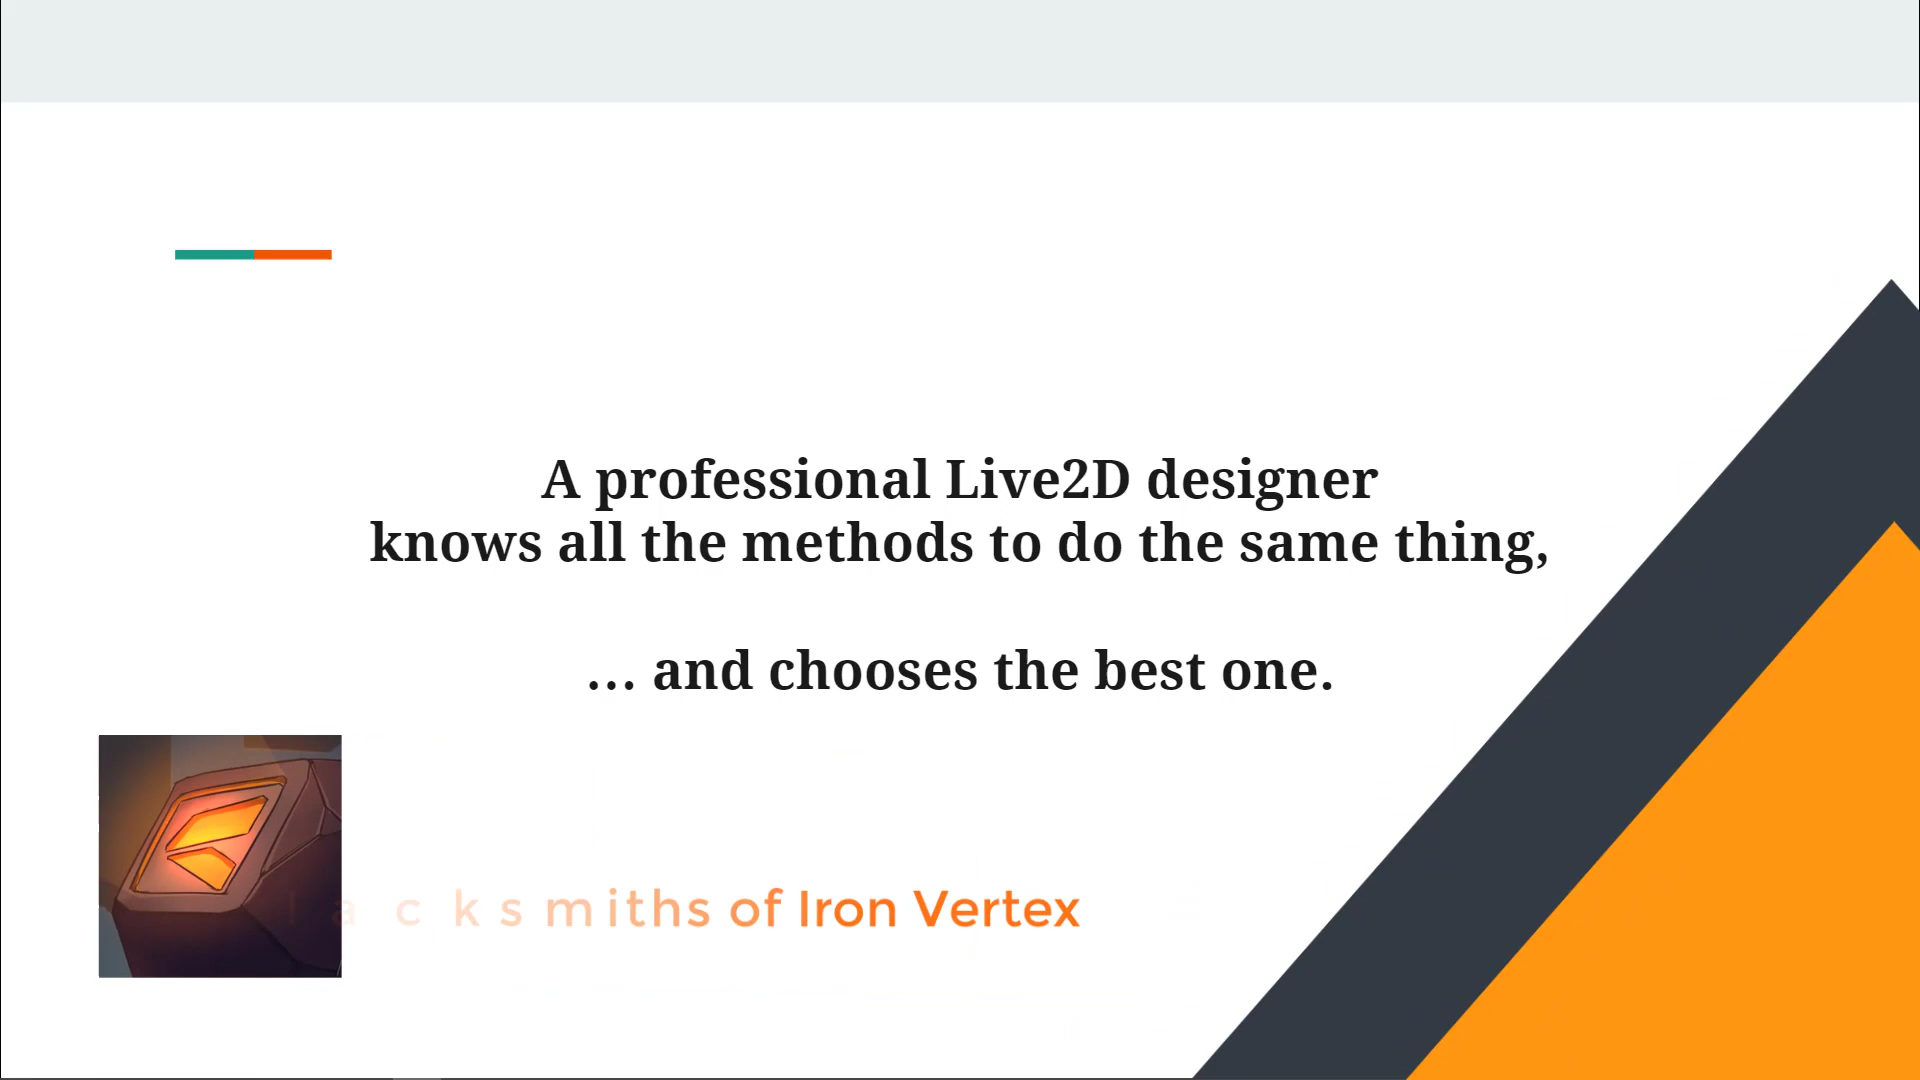 A professional Live2D designer
knows all the methods to do the same thing,
… and chooses the best one.
lacksmiths of Iron Vertex